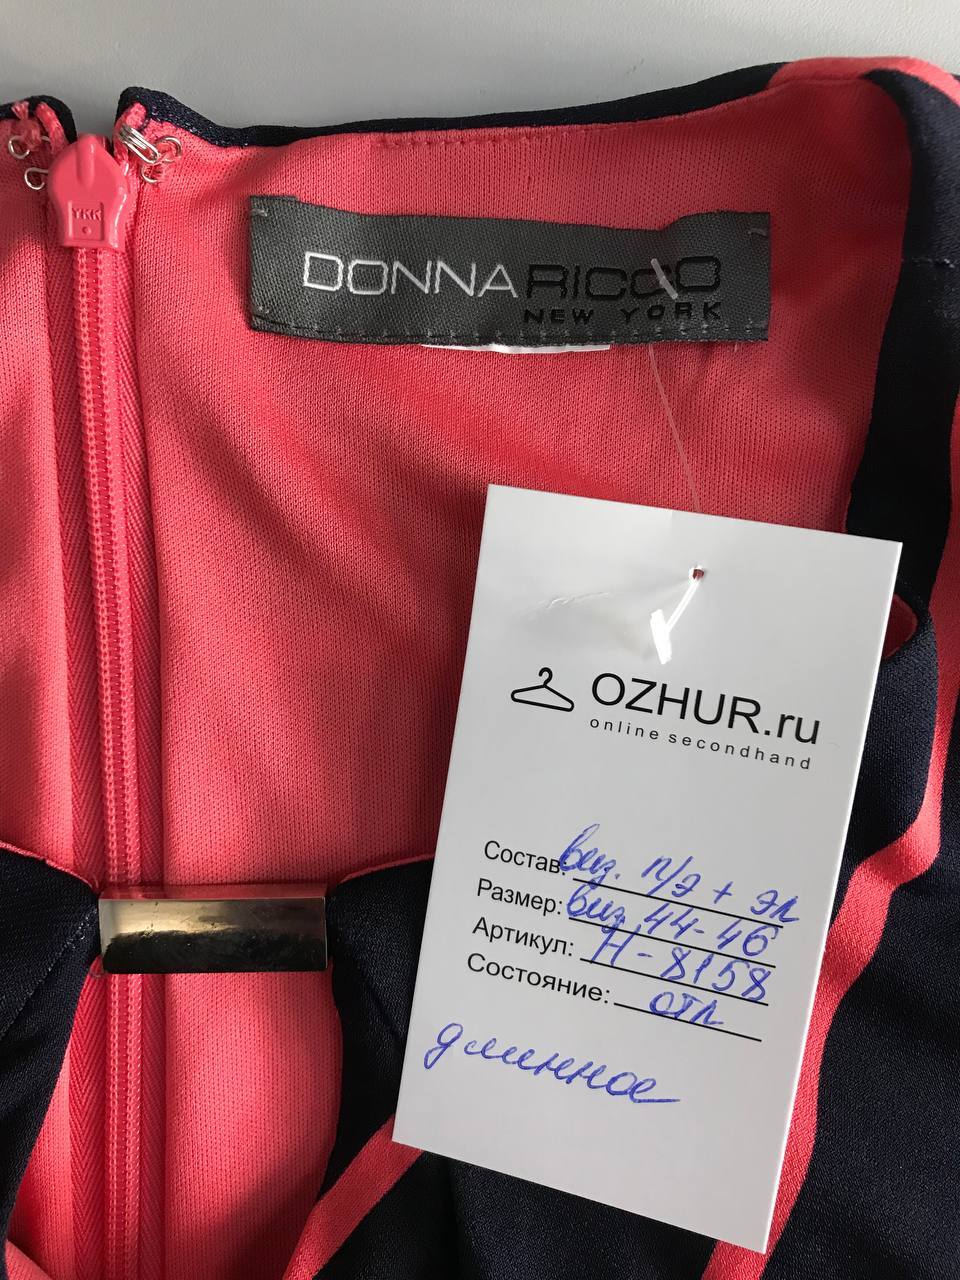 YKK
DONNA RICCO
NEW YORK
OZHUR.ru
online secondhand
Состав: виз. п/э + эл
Размер: виз 44-46
Артикул: Н-8158
Состояние: отл
длинное